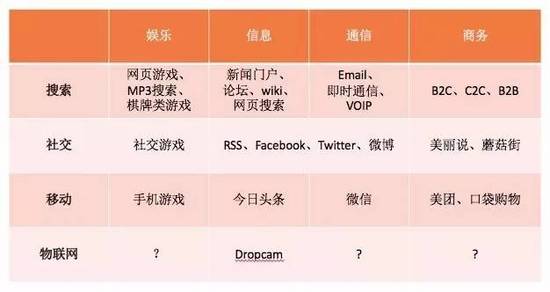 娱乐 信息 通信 商务
搜索
网页游戏、
MP3搜索、
棋牌类游戏
新闻门户、
论坛、wiki、
网页搜索
Email、
即时通信、
VOIP
B2C、C2C、B2B
社交 社交游戏 RSS、Facebook、Twitter、微博 美丽说、蘑菇街
移动 手机游戏 今日头条 微信 美团、口袋购物
物联网 ？ Dropcam ？ ？